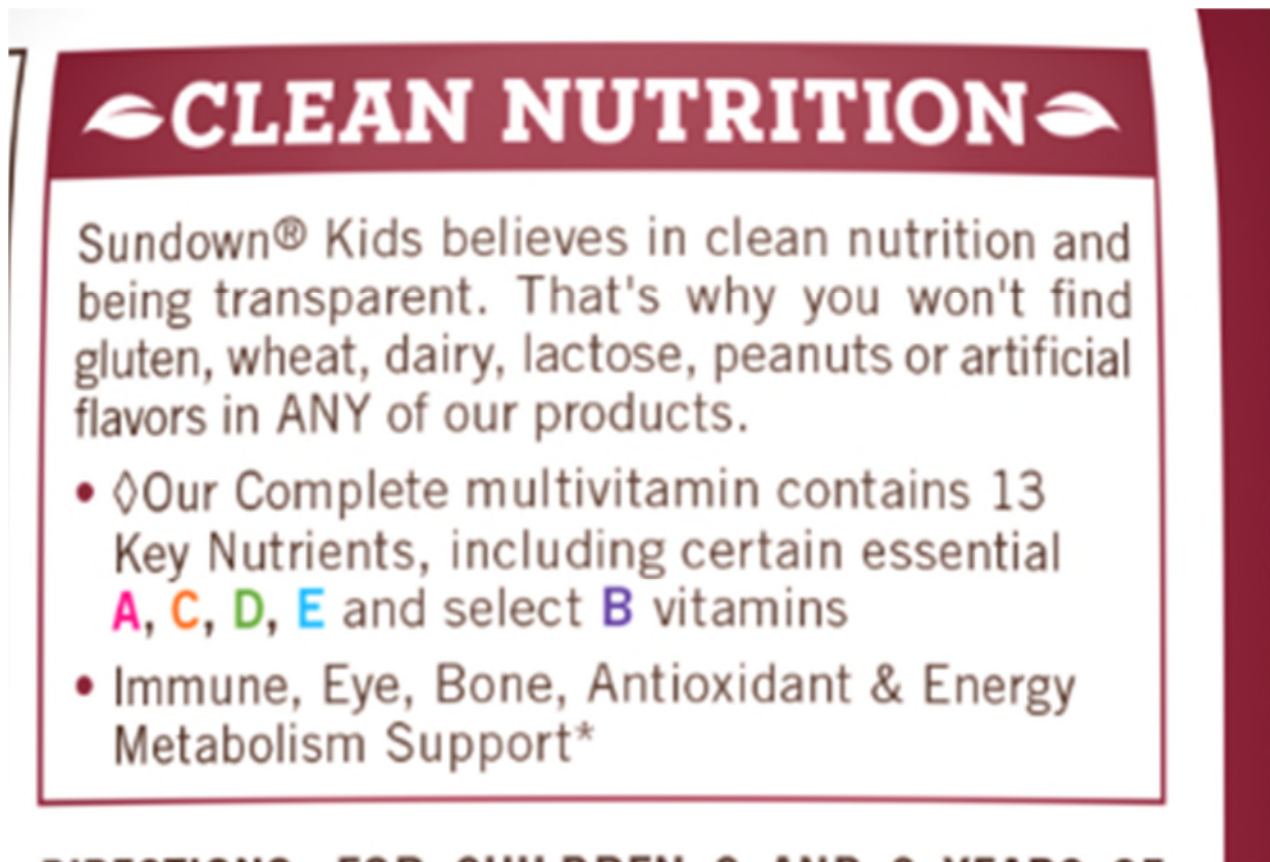 CLEAN NUTRITION
Sundown® Kids believes in clean nutrition and
being transparent. That's why you won't find
gluten, wheat, dairy, lactose, peanuts or artificial
flavors in ANY of our products.
• ◊Our Complete multivitamin contains 13
Key Nutrients, including certain essential
A, C, D, E and select B vitamins
• Immune, Eye, Bone, Antioxidant & Energy
Metabolism Support*